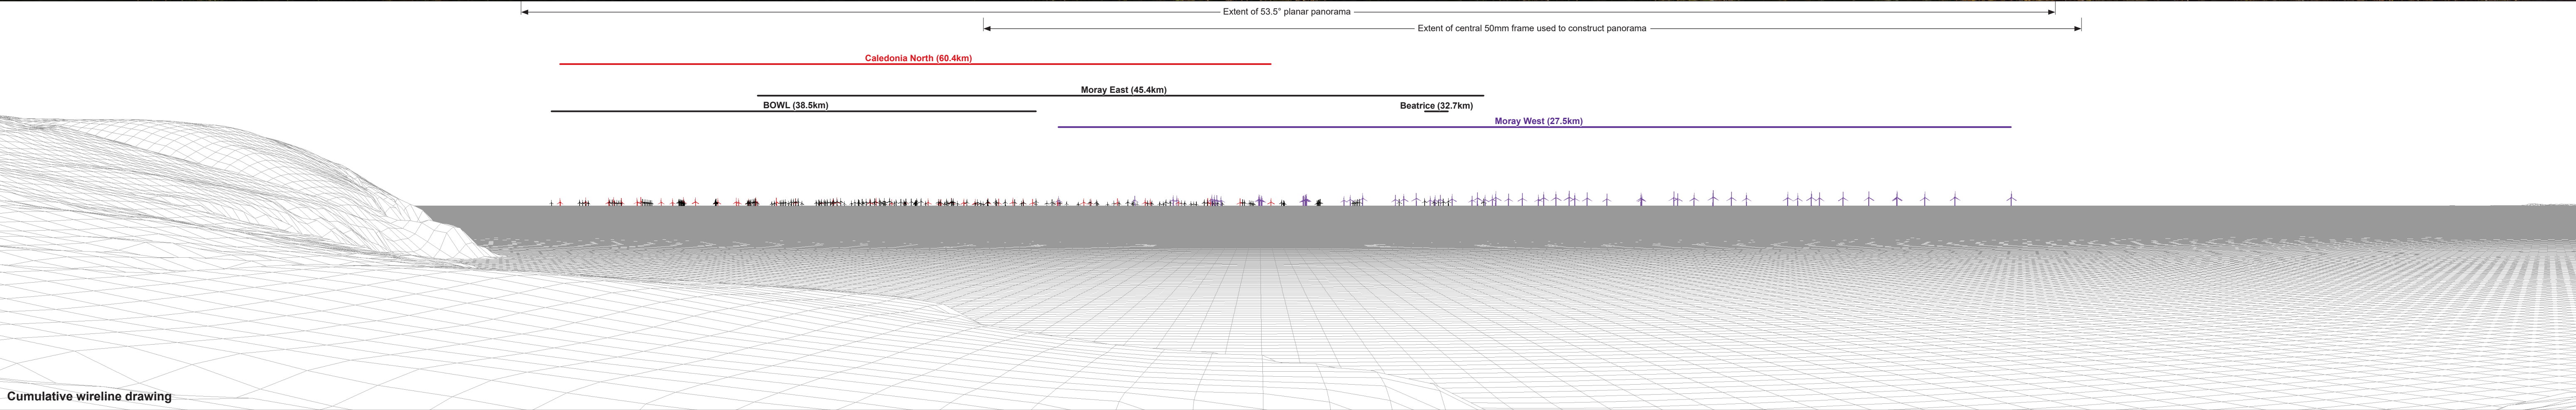 Extent of 53.5° planar panorama
Extent of central 50mm frame used to construct panorama
Caledonia North (60.4km)
Moray East (45.4km)
BOWL (38.5km)
Beatrice (32.7km)
Moray West (27.5km)
Cumulative wireline drawing